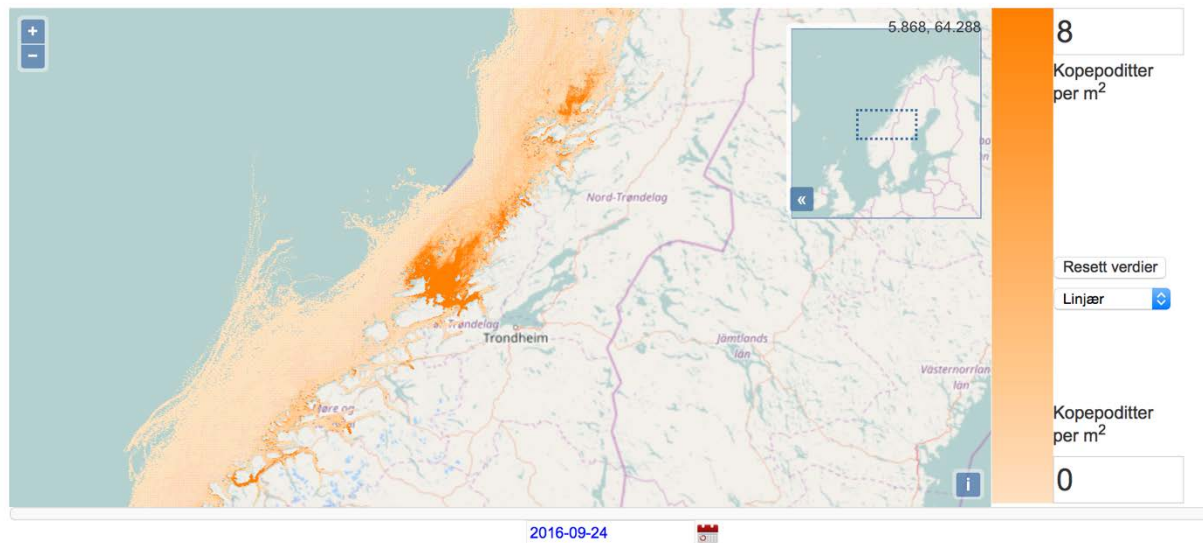 +
−
5.868, 64.288
8
Kopepoditter
per m²
«
Nord-Trøndelag
Resett verdier
Linjær
Trøndelag
Trondheim
Jämtlands
län
Västernorrlan
län
Møre og
Kopepoditter
per m²
i
0
2016-09-24